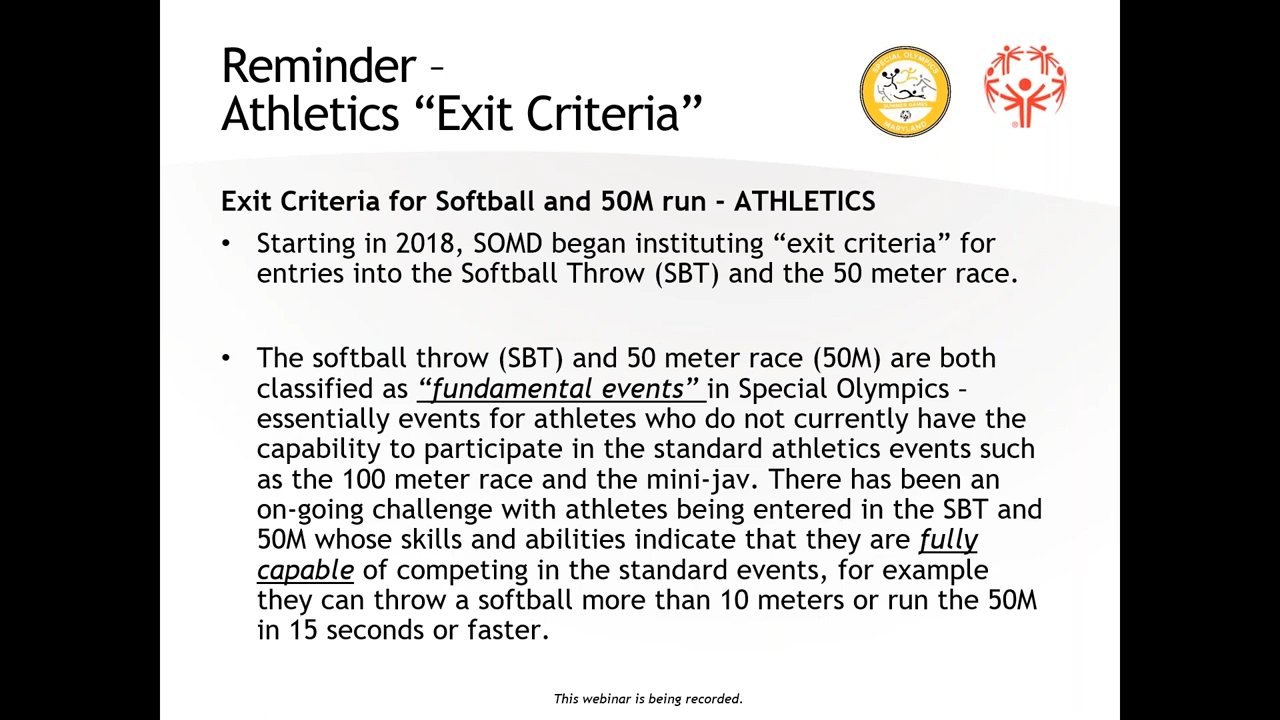 Reminder –
Athletics “Exit Criteria”
SPECIAL OLYMPICS
SUMMER GAMES
MARYLAND
Exit Criteria for Softball and 50M run - ATHLETICS
• Starting in 2018, SOMD began instituting “exit criteria” for
entries into the Softball Throw (SBT) and the 50 meter race.
• The softball throw (SBT) and 50 meter race (50M) are both
classified as “fundamental events” in Special Olympics –
essentially events for athletes who do not currently have the
capability to participate in the standard athletics events such
as the 100 meter race and the mini-jav. There has been an
on-going challenge with athletes being entered in the SBT and
50M whose skills and abilities indicate that they are fully
capable of competing in the standard events, for example
they can throw a softball more than 10 meters or run the 50M
in 15 seconds or faster.
This webinar is being recorded.